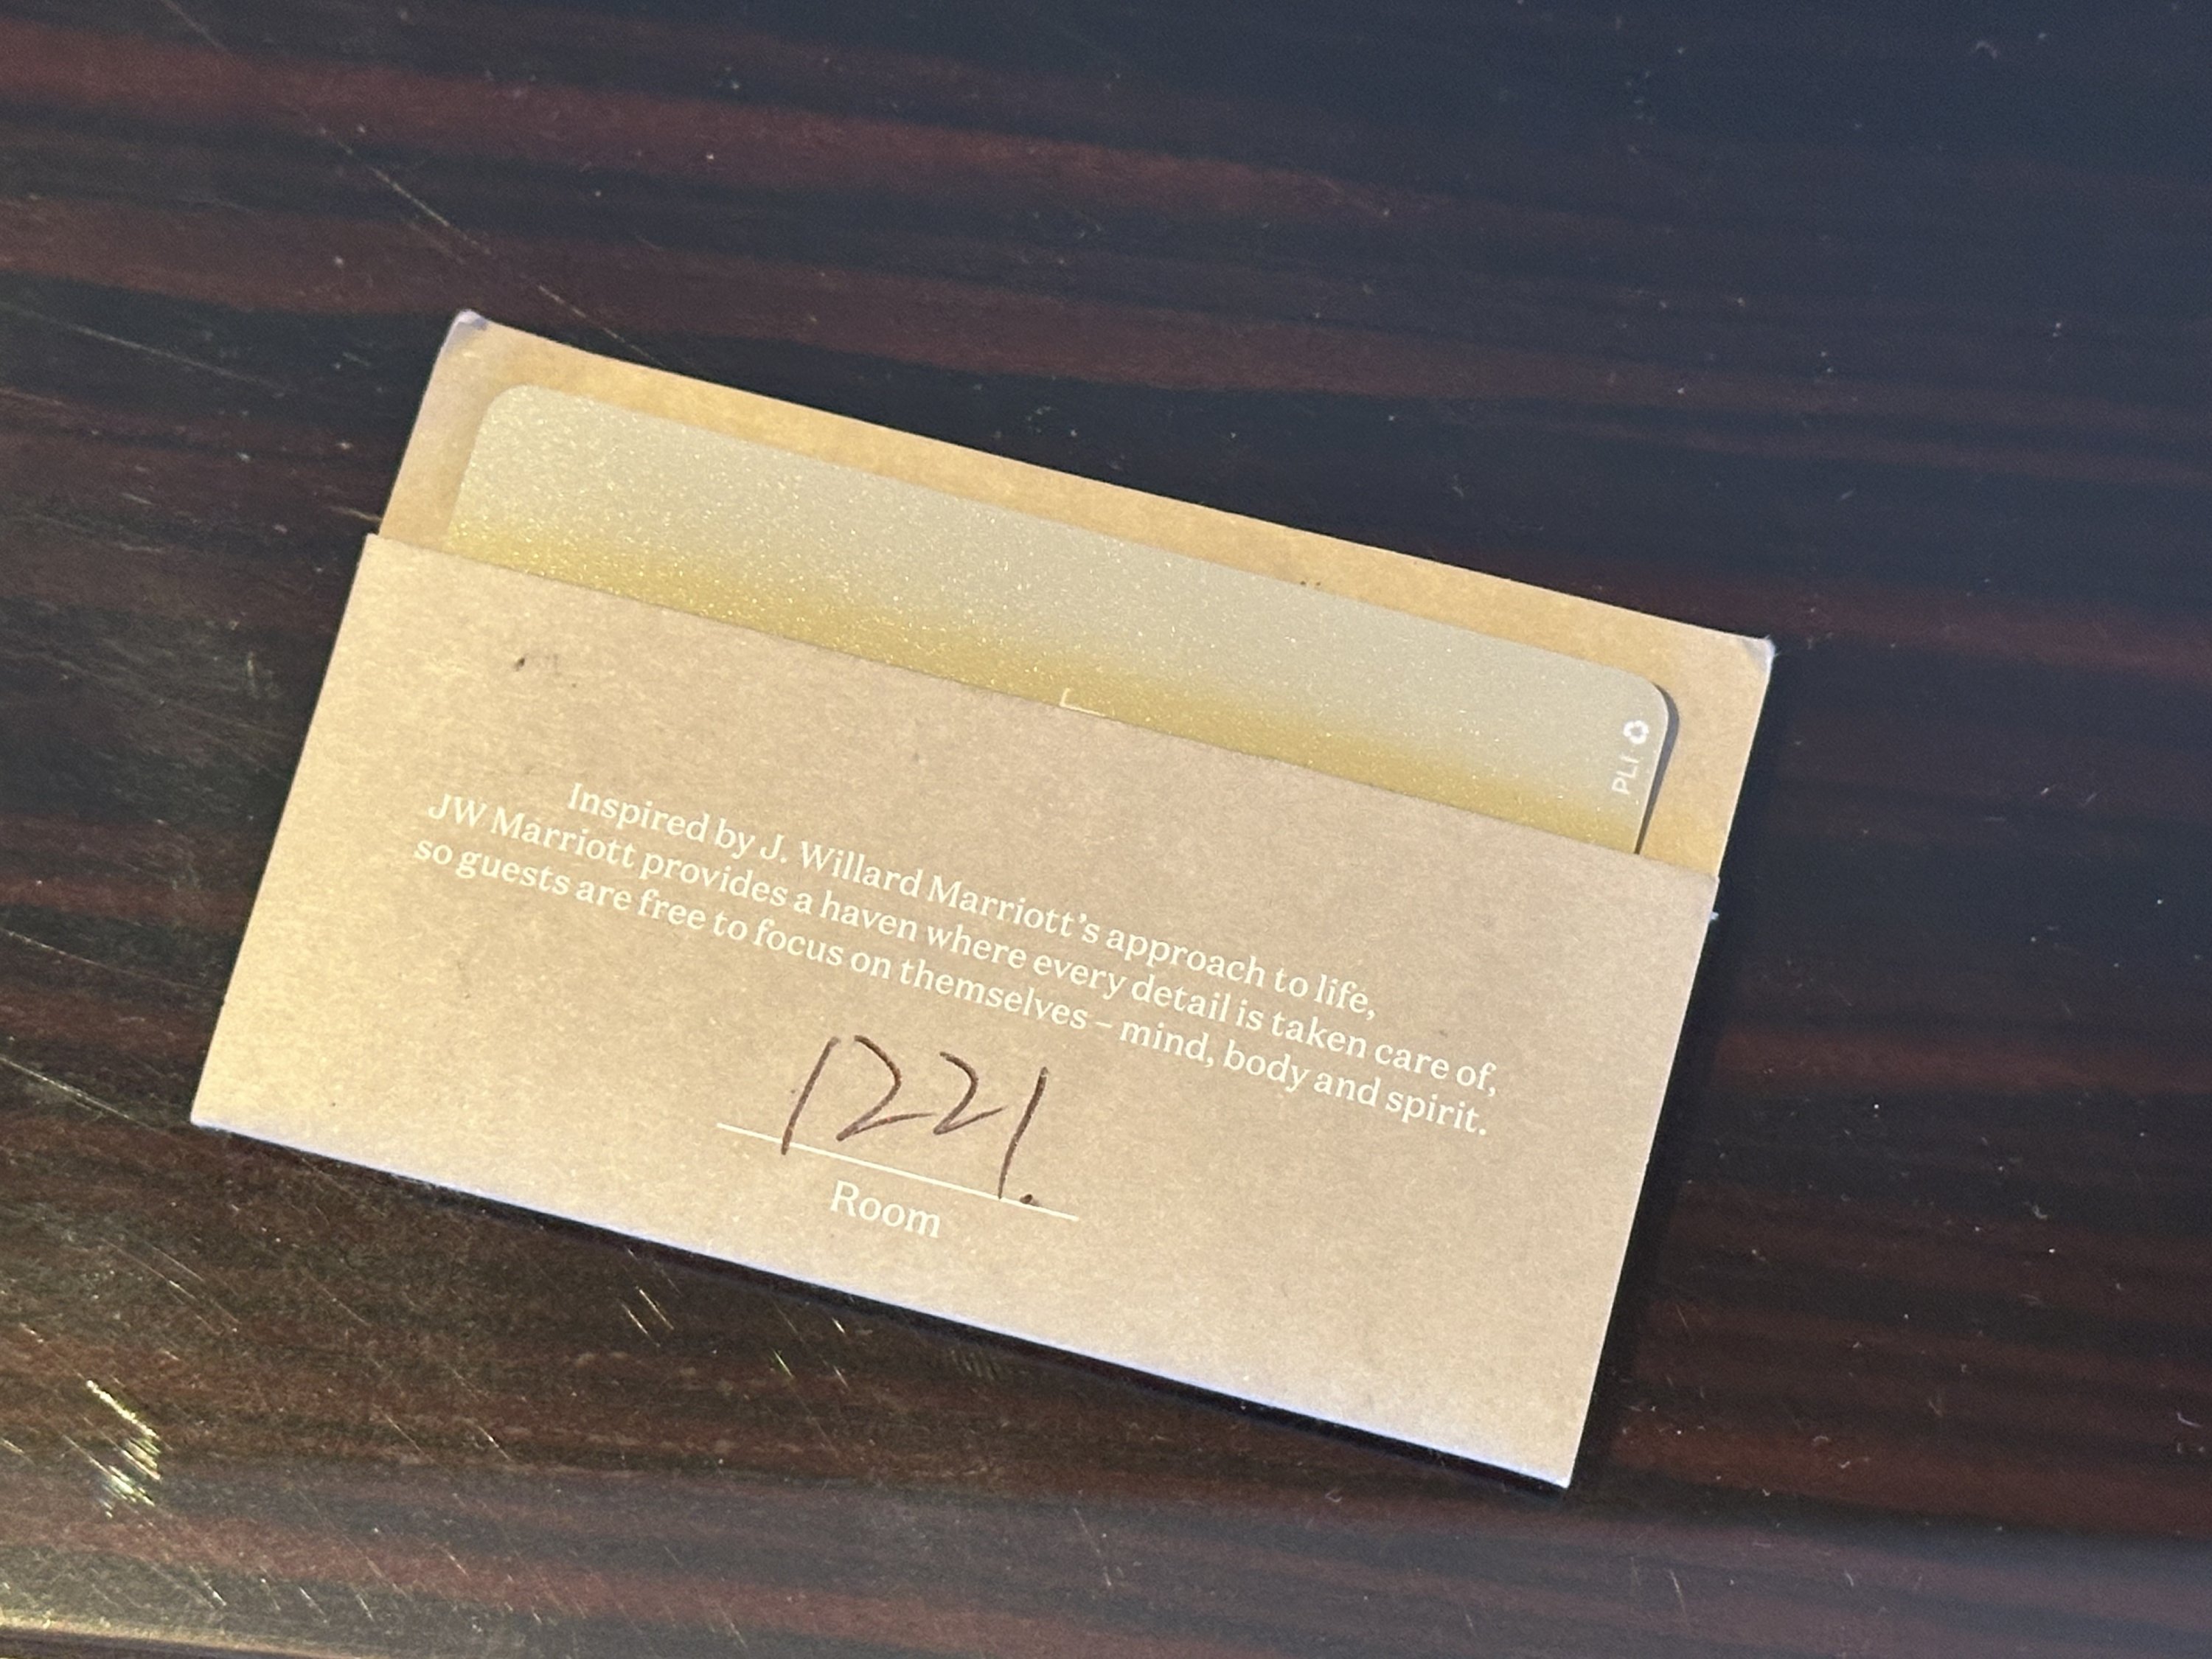 PLI
Inspired by J. Willard Marriott’s approach to life,
JW Marriott provides a haven where every detail is taken care of,
so guests are free to focus on themselves – mind, body and spirit.
1221.
Room